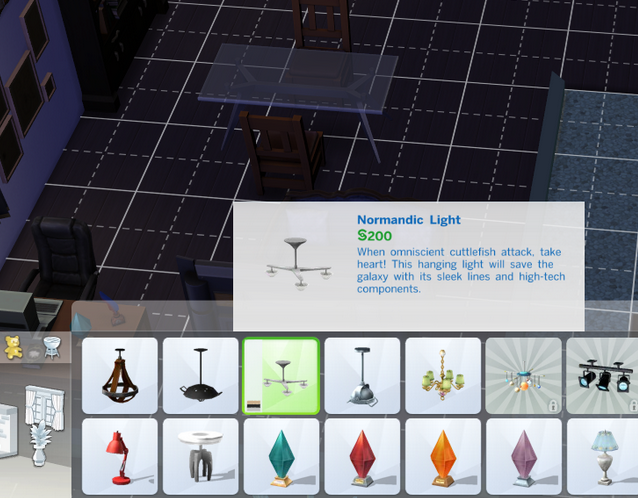 Normandic Light
§200
When omniscient cuttlefish attack, take
heart! This hanging light will save the
galaxy with its sleek lines and high-tech
components.